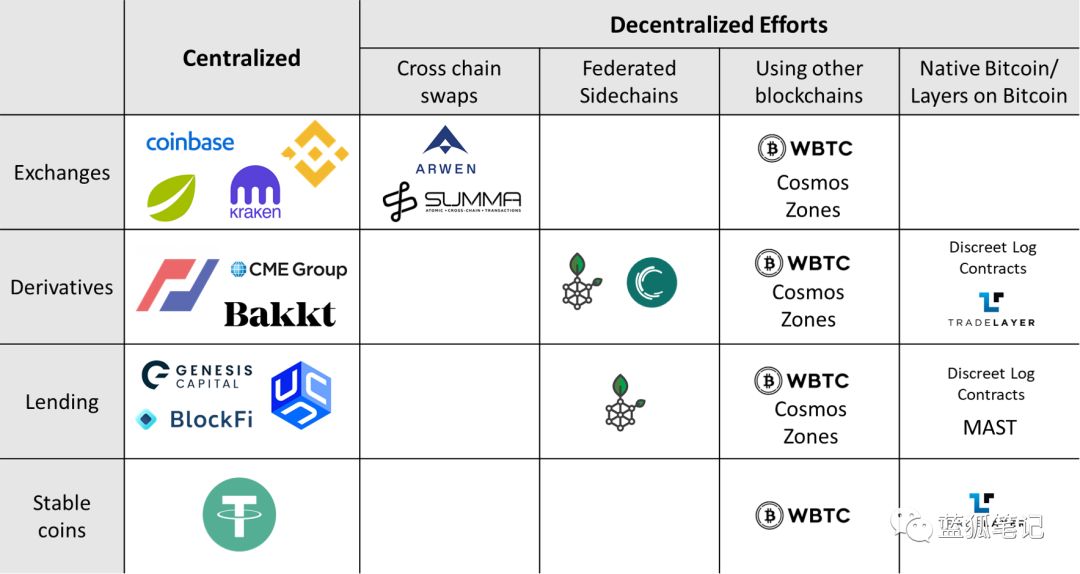 Centralized
Decentralized Efforts
Cross chain
swaps
Federated
Sidechains
Using other
blockchains
Native Bitcoin/
Layers on Bitcoin
Exchanges
coinbase
kraken
ARWEN
SUMMA
ATOMIC • CROSS-CHAIN • TRANSACTIONS
WBTC
Cosmos
Zones
Derivatives
CME Group
Bakkt
WBTC
Cosmos
Zones
Discreet Log
Contracts
TRADELAYER
Lending
GENESIS
CAPITAL
BlockFi
WBTC
Cosmos
Zones
Discreet Log
Contracts
MAST
Stable
coins
WBTC
TRADELAYER
蓝狐笔记